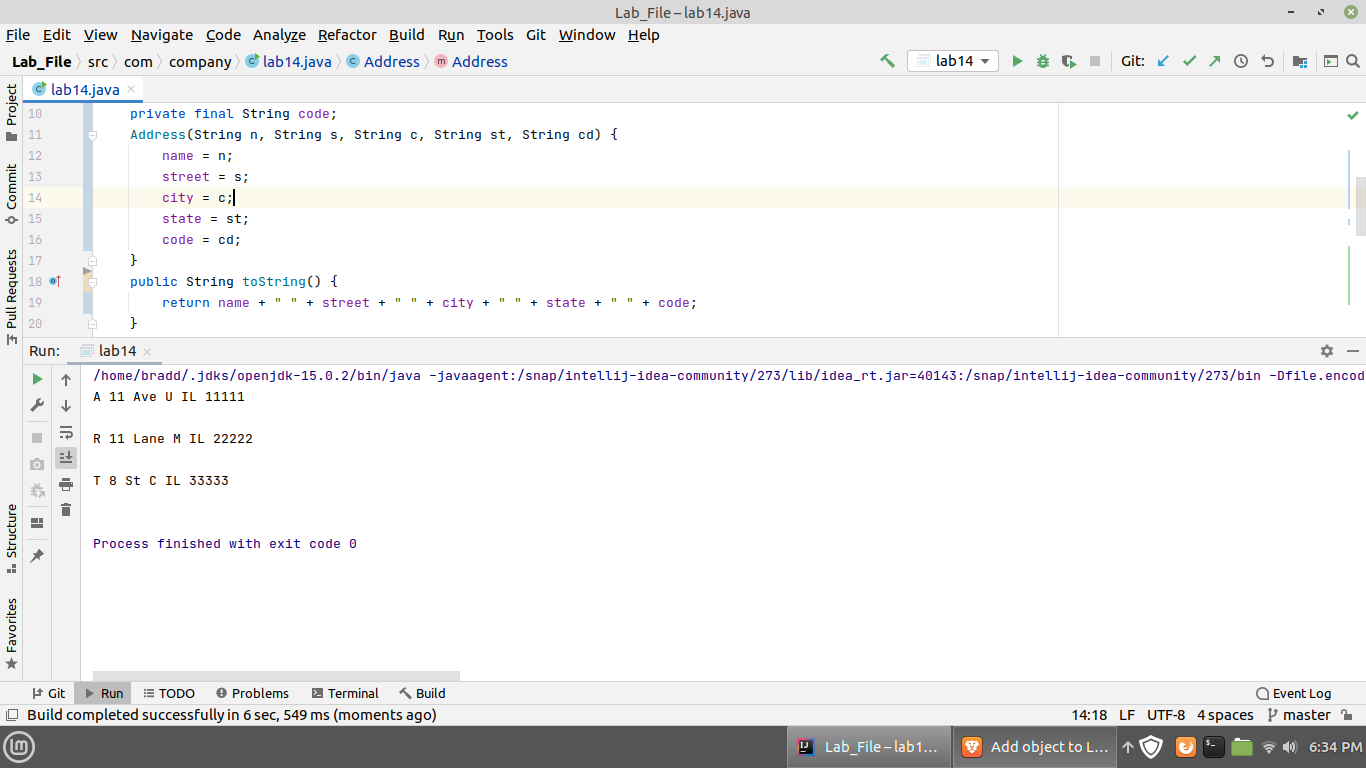 Lab_File – lab14.java
File Edit View Navigate Code Analyze Refactor Build Run Tools Git Window Help
Lab_File src com company lab14.java Address Address lab14 Git:
lab14.java
Project
Commit
Pull Requests
Structure
Favorites
10 private final String code;
11 Address(String n, String s, String c, String st, String cd) {
12 name = n;
13 street = s;
14 city = c;
15 state = st;
16 code = cd;
17 }
18 public String toString() {
19 return name + " " + street + " " + city + " " + state + " " + code;
20 }
Run: lab14
/home/bradd/.jdks/openjdk-15.0.2/bin/java -javaagent:/snap/intellij-idea-community/273/lib/idea_rt.jar=40143:/snap/intellij-idea-community/273/bin -Dfile.encod
A 11 Ave U IL 11111
R 11 Lane M IL 22222
T 8 St C IL 33333
Process finished with exit code 0
Git Run TODO Problems Terminal Build Event Log
Build completed successfully in 6 sec, 549 ms (moments ago) 14:18 LF UTF-8 4 spaces master
Lab_File – lab1... Add object to L... 6:34 PM